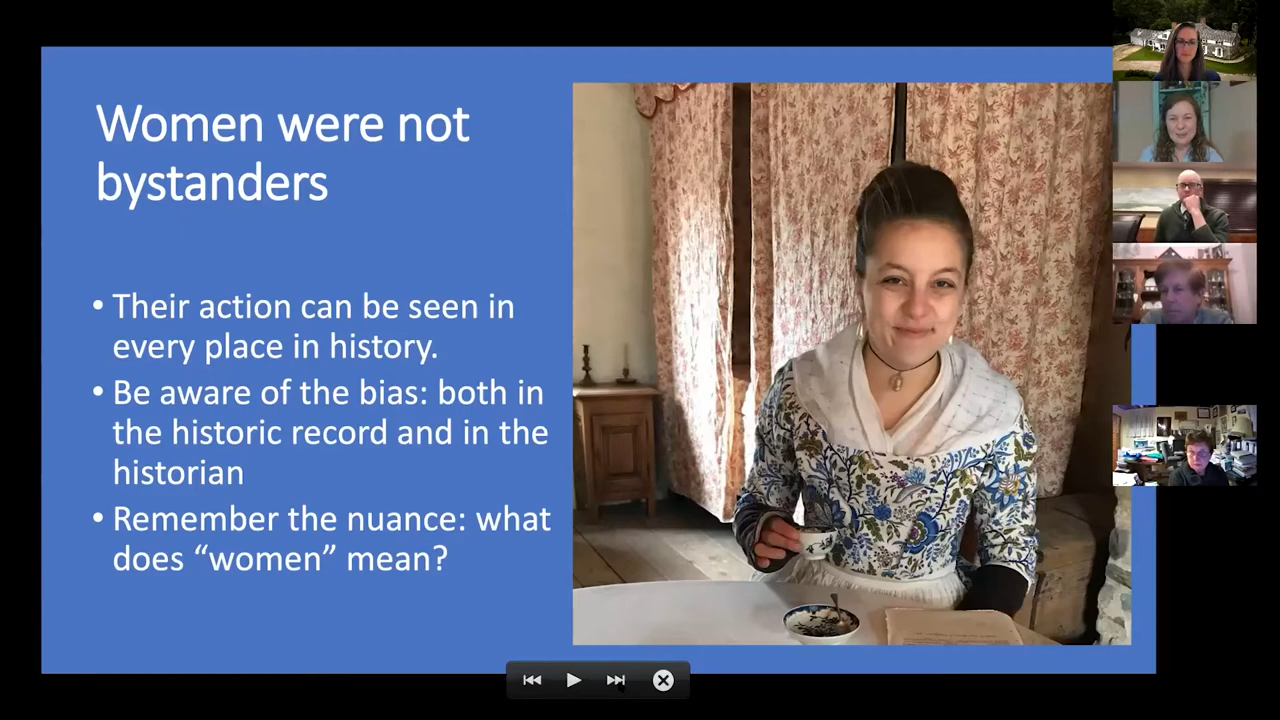 Women were not
bystanders
• Their action can be seen in
every place in history.
• Be aware of the bias: both in
the historic record and in the
historian
• Remember the nuance: what
does “women” mean?